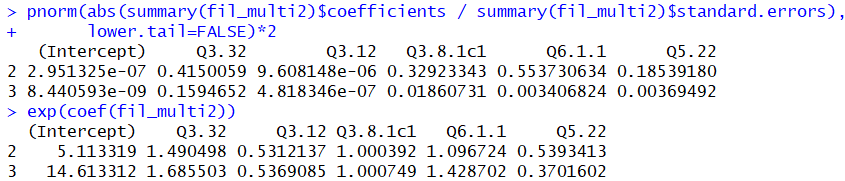 > pnorm(abs(summary(fil_multi2)$coefficients / summary(fil_multi2)$standard.errors),
+       lower.tail=FALSE)*2
   (Intercept)      Q3.32         Q3.12   Q3.8.1c1       Q6.1.1      Q5.22
2 2.951325e-07 0.4150059 9.608148e-06 0.32923343 0.553730634 0.18539180
3 8.440593e-09 0.1594652 4.818346e-07 0.01860731 0.003406824 0.00369492
> exp(coef(fil_multi2))
  (Intercept)    Q3.32     Q3.12 Q3.8.1c1   Q6.1.1     Q5.22
2    5.113319 1.490498 0.5312137 1.000392 1.096724 0.5393413
3   14.613312 1.685503 0.5369085 1.000749 1.428702 0.3701602